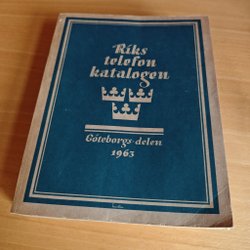 Riks
telefon
katalogen
Göteborgs-delen
1963